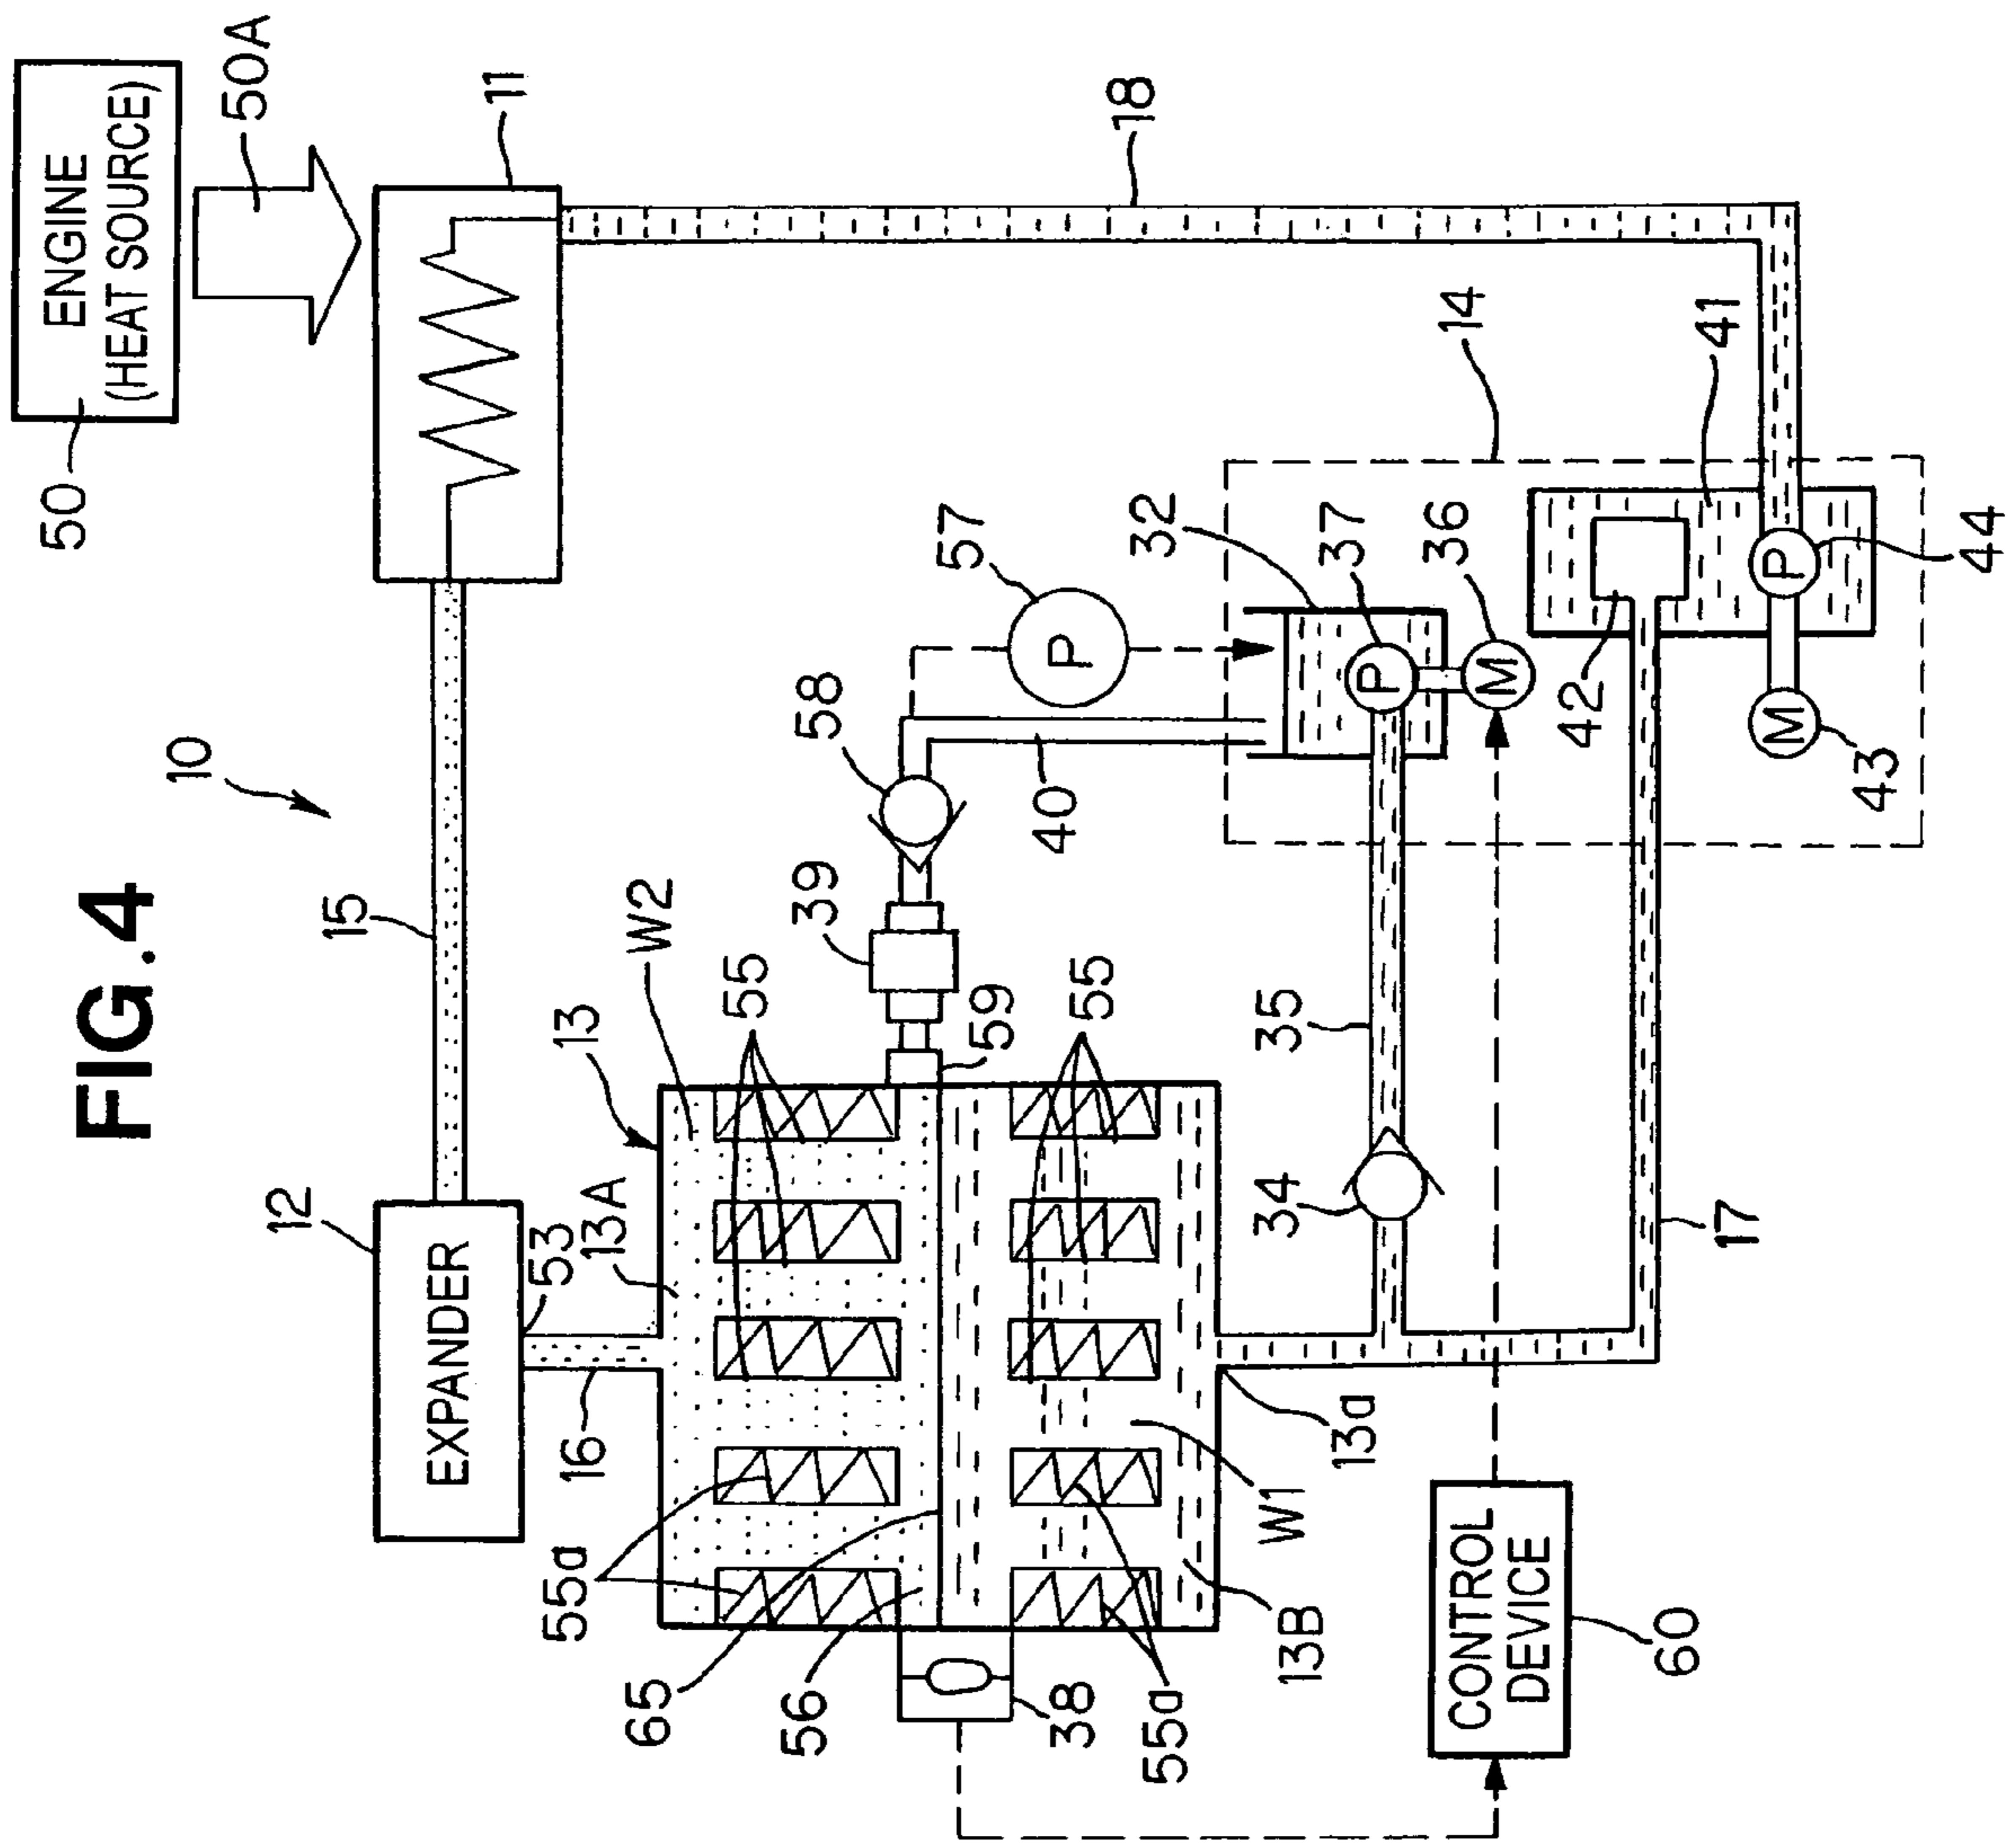 FIG.4
10
50
ENGINE
(HEAT SOURCE)
50A
11
15
12
EXPANDER
53
16
13A
13
W2
55
18
57
P
58
39
59
40
32
14
37
P
36
M
41
42
P
44
M
43
55
35
34
17
55a
65
56
38
55a
13B
W1
13a
CONTROL
DEVICE
60